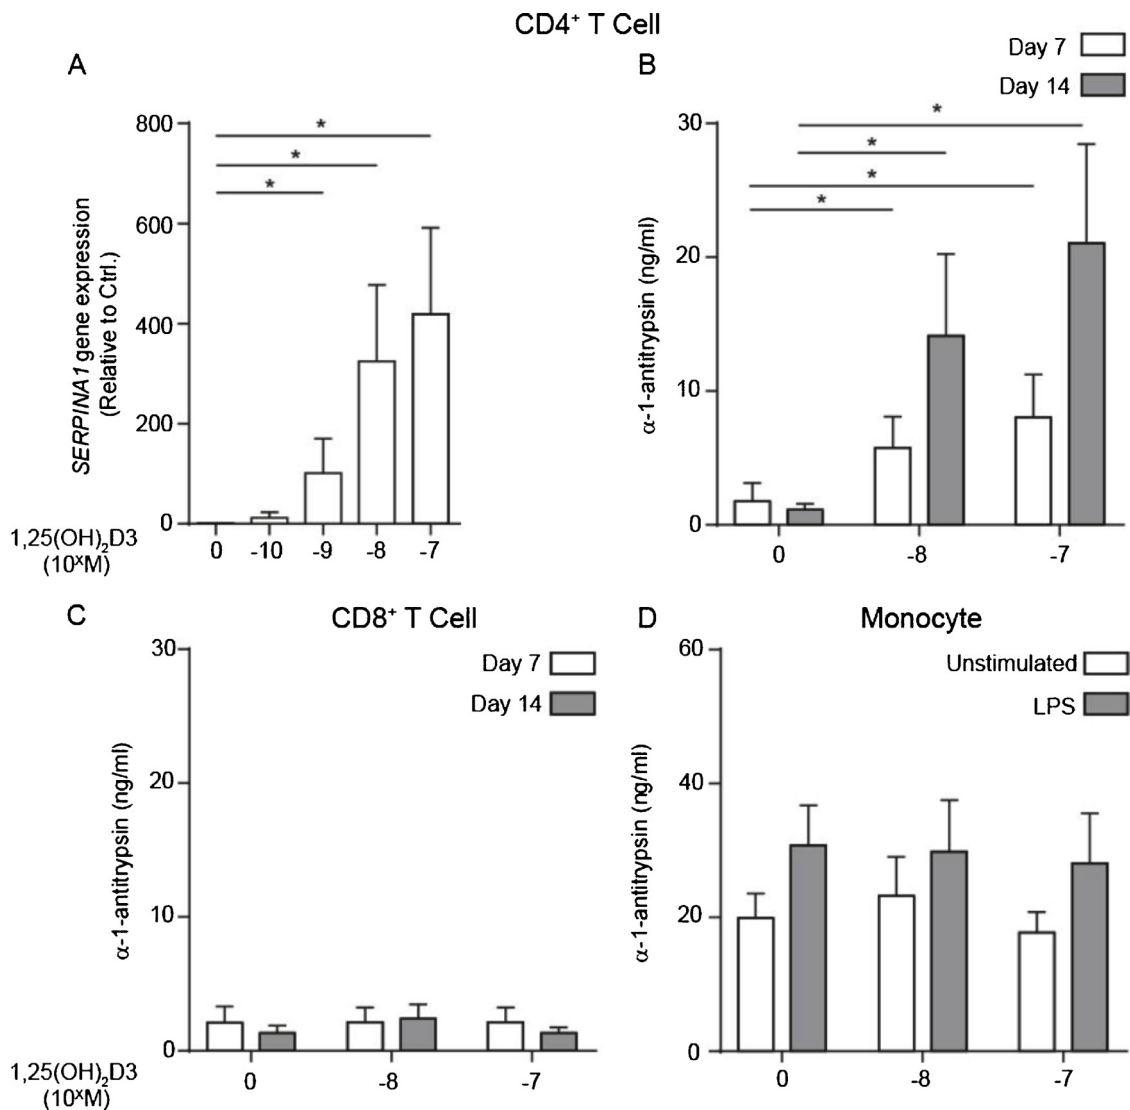 CD4⁺ T Cell
A
800
600
400
200
0
SERPINA1 gene expression
(Relative to Ctrl.)
* * *
0 -10 -9 -8 -7
1,25(OH)₂D3
(10ˣM)
B
Day 7
Day 14
30
20
10
0
α-1-antitrypsin (ng/ml)
* * * *
0 -8 -7
C
CD8⁺ T Cell
Day 7
Day 14
30
20
10
0
α-1-antitrypsin (ng/ml)
0 -8 -7
1,25(OH)₂D3
(10ˣM)
D
Monocyte
Unstimulated
LPS
60
40
20
0
α-1-antitrypsin (ng/ml)
0 -8 -7